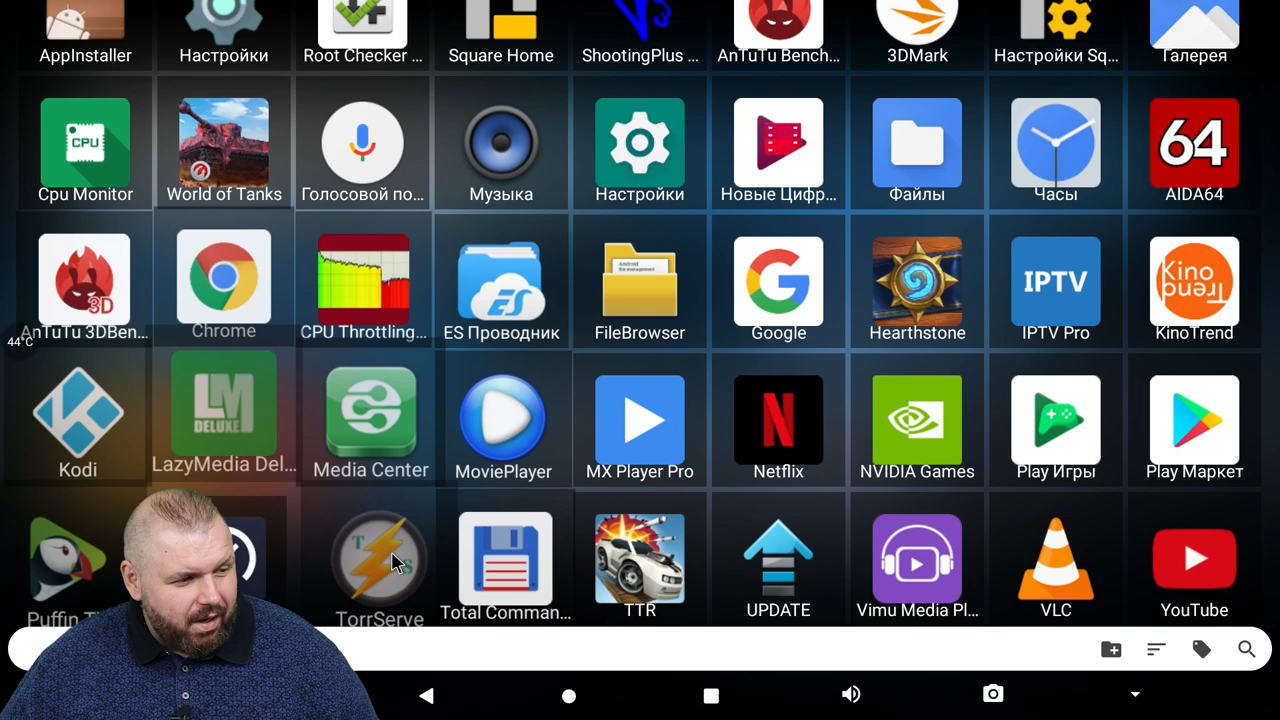 AppInstaller
Настройки
Root Checker ...
Square Home
V3
ShootingPlus ...
AnTuTu Bench...
3DMark
Настройки Sq...
Галерея
CPU
Cpu Monitor
World of Tanks
Голосовой по...
Музыка
Настройки
Новые Цифр...
Файлы
Часы
64
AIDA64
3D
AnTuTu 3DBen...
Chrome
CPU Throttling...
ES
ES Проводник
FileBrowser
Google
Hearthstone
IPTV
IPTV Pro
Kino
Trend
KinoTrend
44°C
Kodi
LM
DELUXE
LazyMedia Del...
Media Center
MoviePlayer
MX Player Pro
N
Netflix
NVIDIA Games
Play Игры
Play Маркет
Puffin
T S
TorrServe
Total Comman...
TTR
UPDATE
Vimu Media Pl...
VLC
YouTube